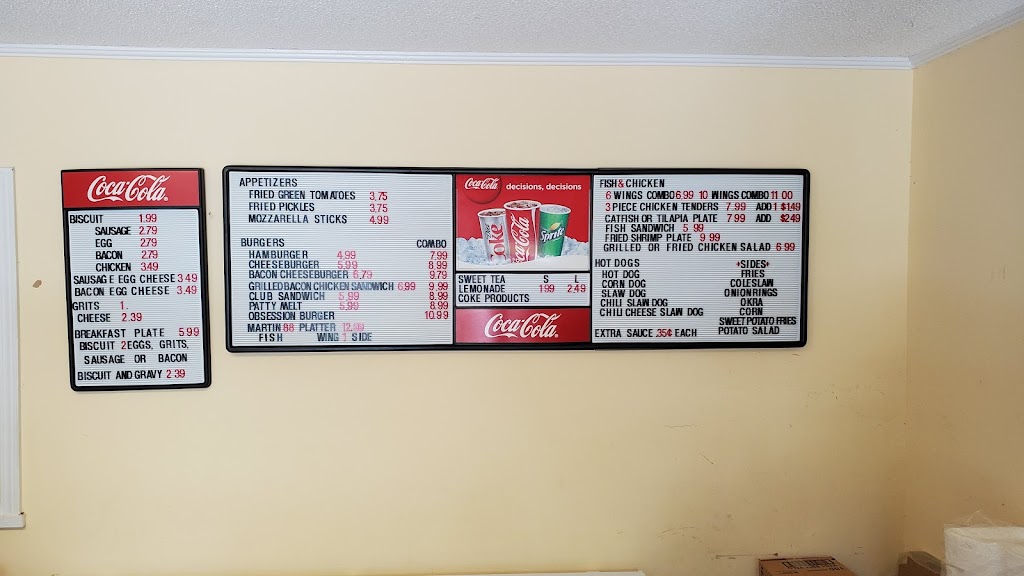 Coca-Cola
BISCUIT 1.99
SAUSAGE 2.79
EGG 2.79
BACON 2.79
CHICKEN 3.49
SAUSAGE EGG CHEESE 3 49
BACON EGG CHEESE 3.49
GRITS 1.
CHEESE 2.39
BREAKFAST PLATE 5 99
BISCUIT 2 EGGS, GRITS,
SAUSAGE OR BACON
BISCUIT AND GRAVY 2 39
APPETIZERS
FRIED GREEN TOMATOES 3,75
FRIED PICKLES 3,75
MOZZARELLA STICKS 4,99
BURGERS COMBO
HAMBURGER 4,99 7.99
CHEESEBURGER 5,99 8 99
BACON CHEESEBURGER 6,79 9,79
GRILLED BACON CHICKEN SANDWICH 6,99 9,99
CLUB SANDWICH 5,99 8,99
PATTY MELT 5,99 8,99
OBSESSION BURGER 10.99
MARTIN 88 PLATTER 12,99
FISH WING 1 SIDE
Coca-Cola decisions, decisions
oke
Coca-Cola
Sprite
SWEET TEA S L
LEMONADE 1 99 2,49
COKE PRODUCTS
Coca-Cola
FISH & CHICKEN
6 WINGS COMBO 6 99 10 WINGS COMBO 11 00
3 PIECE CHICKEN TENDERS 7.99 ADD 1 $1.49
CATFISH OR TILAPIA PLATE 7 99 ADD $2.49
FISH SANDWICH 5 99
FRIED SHRIMP PLATE 9 99
GRILLED OR FRIED CHICKEN SALAD 6 99
HOT DOGS
HOT DOG
CORN DOG
SLAW DOG
CHILI SLAW DOG
CHILI CHEESE SLAW DOG
EXTRA SAUCE .35¢ EACH
*SIDES*
FRIES
COLESLAW
ONION RINGS
OKRA
CORN
SWEET POTATO FRIES
POTATO SALAD